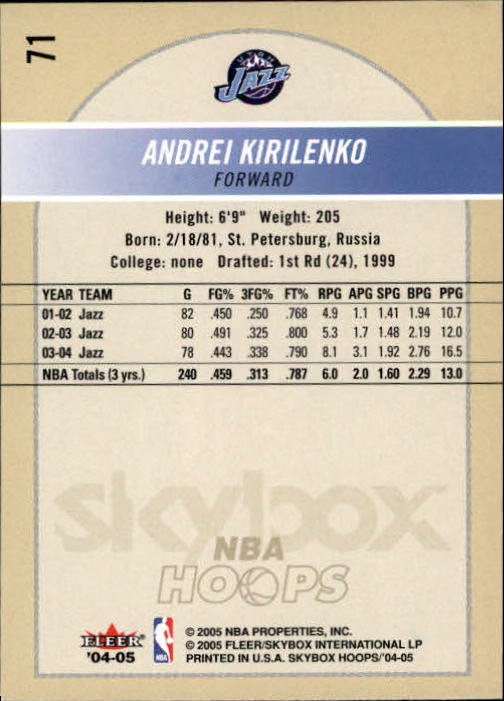 71
UTAH
JAZZ
ANDREI KIRILENKO
FORWARD
Height: 6'9" Weight: 205
Born: 2/18/81, St. Petersburg, Russia
College: none Drafted: 1st Rd (24), 1999
YEAR TEAM G FG% 3FG% FT% RPG APG SPG BPG PPG
01-02 Jazz 82 .450 .250 .768 4.9 1.1 1.41 1.94 10.7
02-03 Jazz 80 .491 .325 .800 5.3 1.7 1.48 2.19 12.0
03-04 Jazz 78 .443 .338 .790 8.1 3.1 1.92 2.76 16.5
NBA Totals (3 yrs.) 240 .459 .313 .787 6.0 2.0 1.60 2.29 13.0
skybox
NBA
HOOPS
FLEER
'04-05
NBA
© 2005 NBA PROPERTIES, INC.
© 2005 FLEER/SKYBOX INTERNATIONAL LP
PRINTED IN U.S.A. SKYBOX HOOPS/'04-05